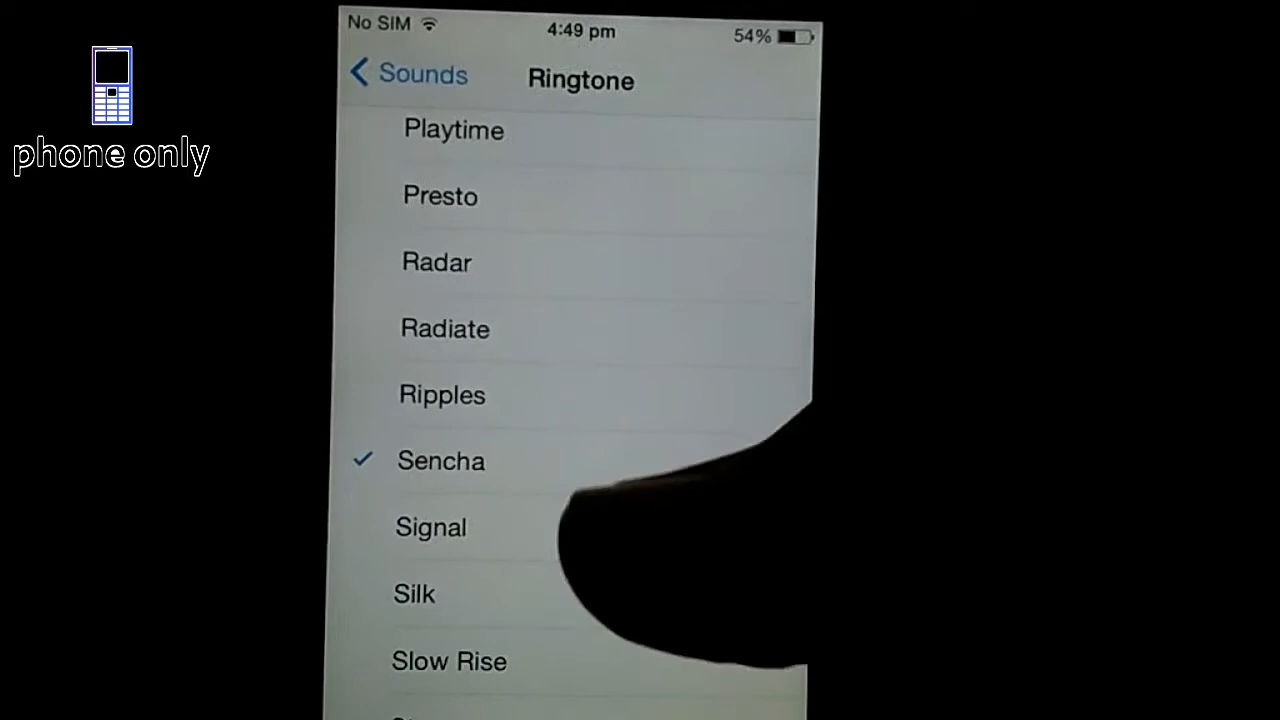 No SIM 4:49 pm 54%
Sounds Ringtone
phone only
Playtime
Presto
Radar
Radiate
Ripples
Sencha
Signal
Silk
Slow Rise